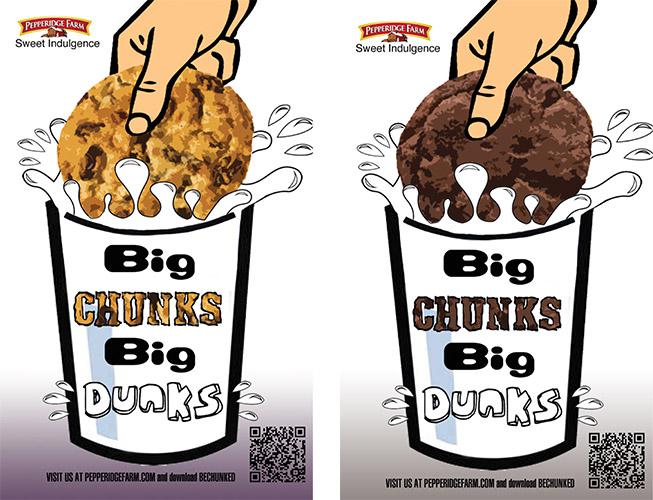 PEPPERIDGE FARM
Sweet Indulgence
Big
CHUNKS
Big
DUNKS
VISIT US AT PEPPERIDGEFARM.COM and download BECHUNKED
PEPPERIDGE FARM
Sweet Indulgence
Big
CHUNKS
Big
DUNKS
VISIT US AT PEPPERIDGEFARM.COM and download BECHUNKED